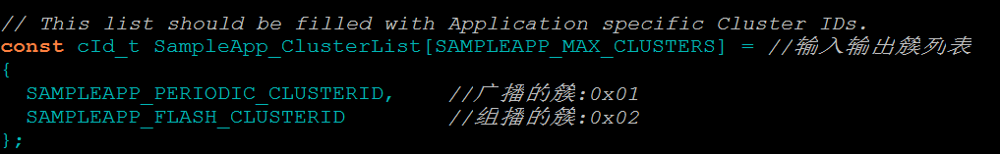 // This list should be filled with Application specific Cluster IDs.
const cId_t SampleApp_ClusterList[SAMPLEAPP_MAX_CLUSTERS] = //输入输出簇列表
{
  SAMPLEAPP_PERIODIC_CLUSTERID,    //广播的簇:0x01
  SAMPLEAPP_FLASH_CLUSTERID        //组播的簇:0x02
};